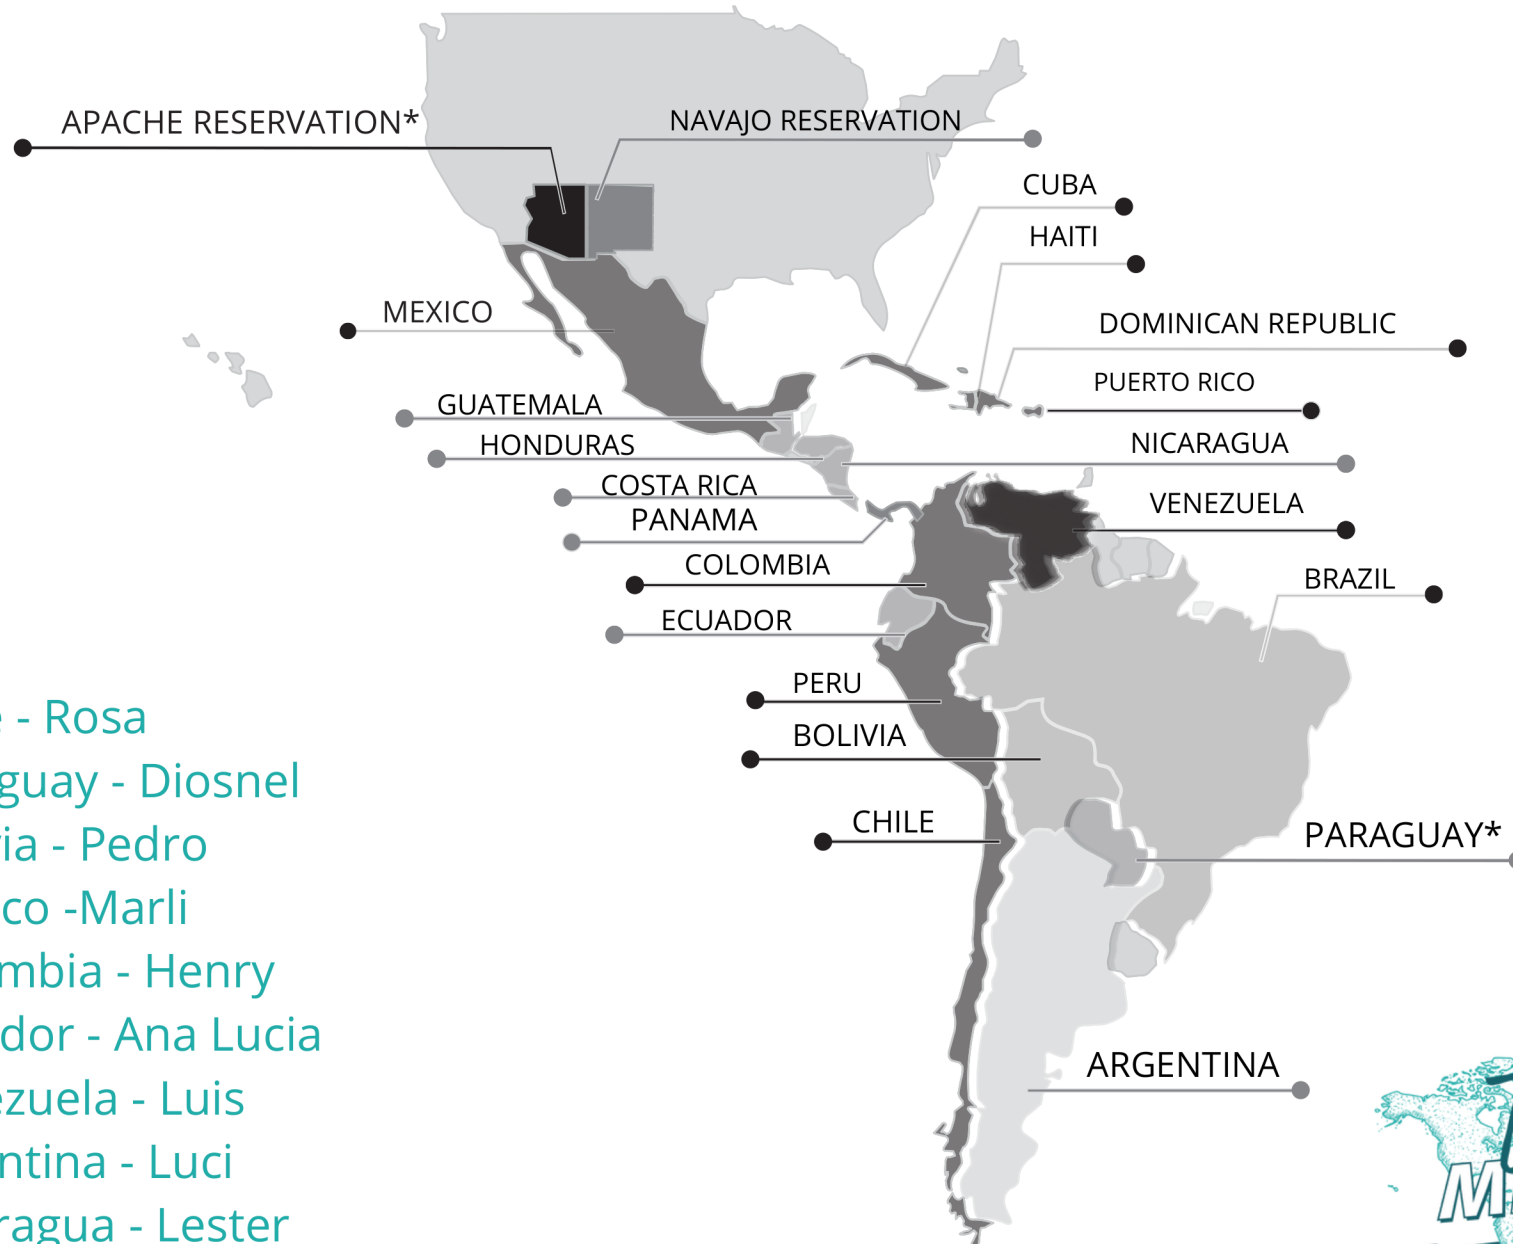 APACHE RESERVATION*
NAVAJO RESERVATION
CUBA
HAITI
MEXICO
DOMINICAN REPUBLIC
PUERTO RICO
GUATEMALA
HONDURAS
NICARAGUA
COSTA RICA
PANAMA
VENEZUELA
COLOMBIA
BRAZIL
ECUADOR
PERU
BOLIVIA
CHILE
PARAGUAY*
ARGENTINA
- Rosa
guay - Diosnel
ia - Pedro
co -Marli
mbia - Henry
dor - Ana Lucia
zuela - Luis
ntina - Luci
ragua - Lester